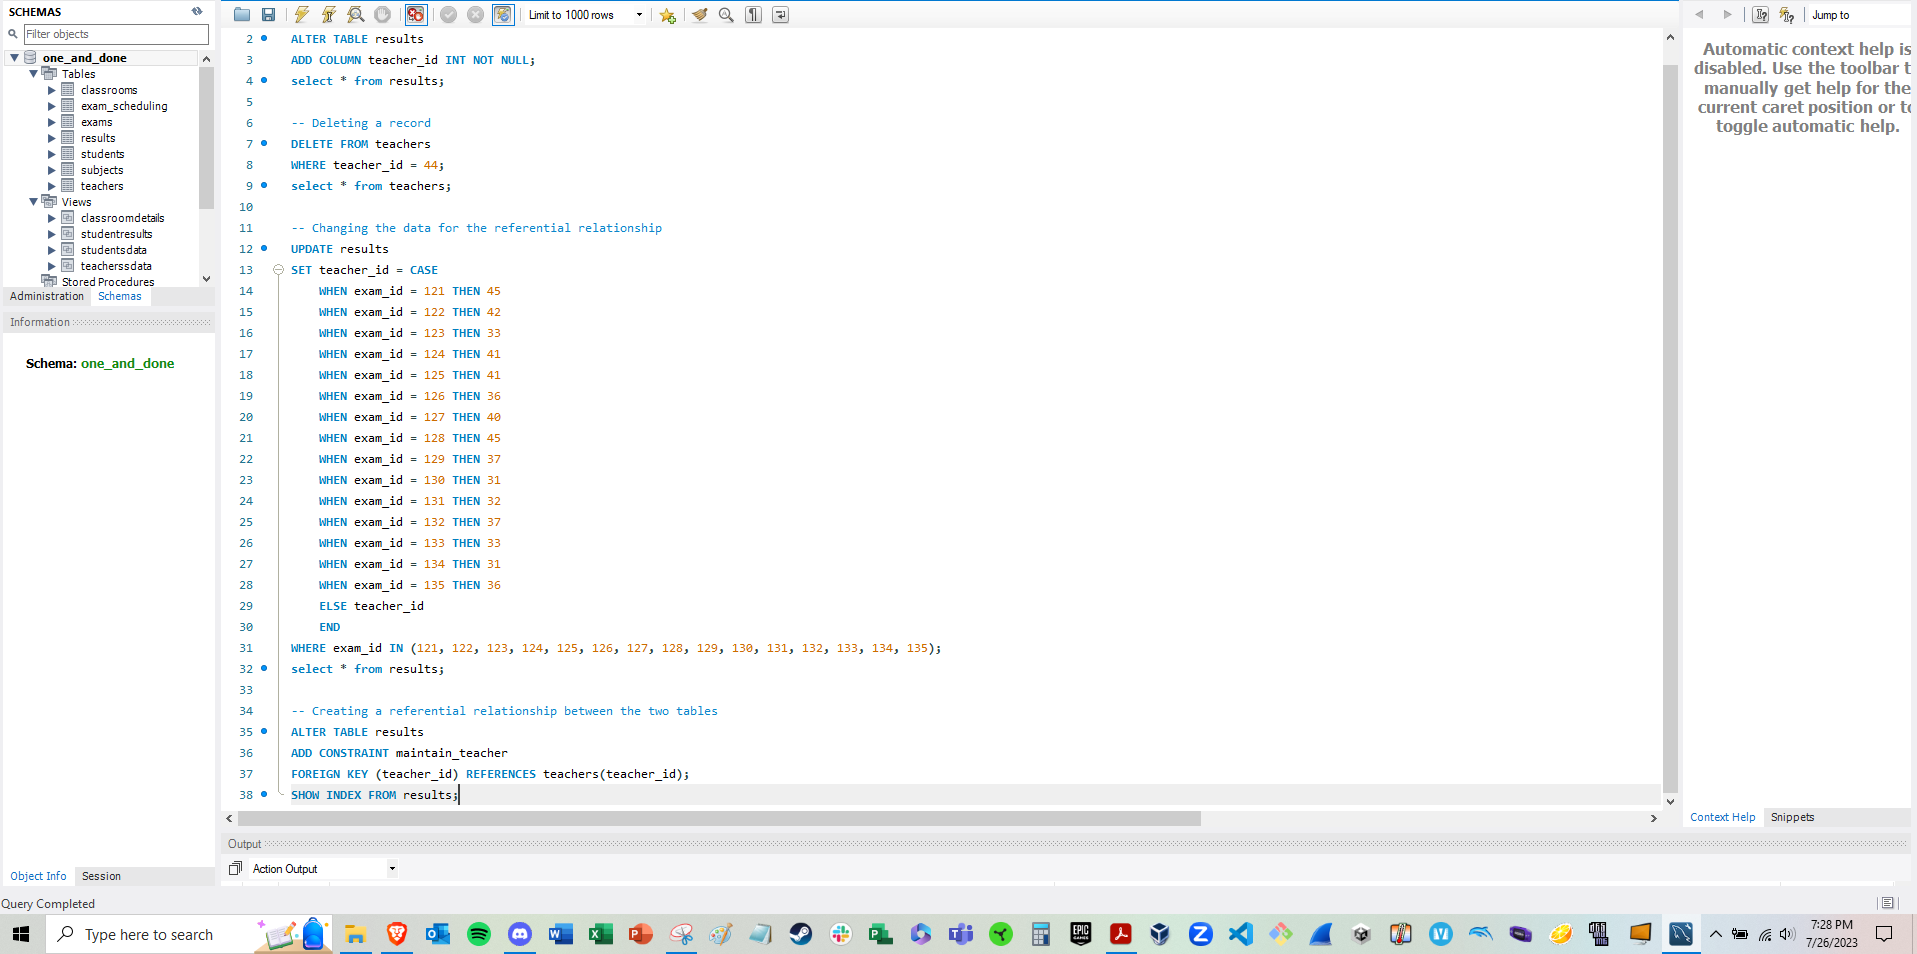 SCHEMAS
Filter objects
one_and_done
Tables
classrooms
exam_scheduling
exams
results
students
subjects
teachers
Views
classroomdetails
studentresults
studentsdata
teacherssdata
Stored Procedures
Administration Schemas
Information
Schema: one_and_done
Object Info Session
Query Completed
Limit to 1000 rows
2 ALTER TABLE results
3 ADD COLUMN teacher_id INT NOT NULL;
4 select * from results;
5
6 -- Deleting a record
7 DELETE FROM teachers
8 WHERE teacher_id = 44;
9 select * from teachers;
10
11 -- Changing the data for the referential relationship
12 UPDATE results
13 SET teacher_id = CASE
14 WHEN exam_id = 121 THEN 45
15 WHEN exam_id = 122 THEN 42
16 WHEN exam_id = 123 THEN 33
17 WHEN exam_id = 124 THEN 41
18 WHEN exam_id = 125 THEN 41
19 WHEN exam_id = 126 THEN 36
20 WHEN exam_id = 127 THEN 40
21 WHEN exam_id = 128 THEN 45
22 WHEN exam_id = 129 THEN 37
23 WHEN exam_id = 130 THEN 31
24 WHEN exam_id = 131 THEN 32
25 WHEN exam_id = 132 THEN 37
26 WHEN exam_id = 133 THEN 33
27 WHEN exam_id = 134 THEN 31
28 WHEN exam_id = 135 THEN 36
29 ELSE teacher_id
30 END
31 WHERE exam_id IN (121, 122, 123, 124, 125, 126, 127, 128, 129, 130, 131, 132, 133, 134, 135);
32 select * from results;
33
34 -- Creating a referential relationship between the two tables
35 ALTER TABLE results
36 ADD CONSTRAINT maintain_teacher
37 FOREIGN KEY (teacher_id) REFERENCES teachers(teacher_id);
38 SHOW INDEX FROM results;
Output
Action Output
Jump to
Automatic context help is
disabled. Use the toolbar t
manually get help for the
current caret position or to
toggle automatic help.
Context Help Snippets
Type here to search
EPIC GAMES
7:28 PM
7/26/2023